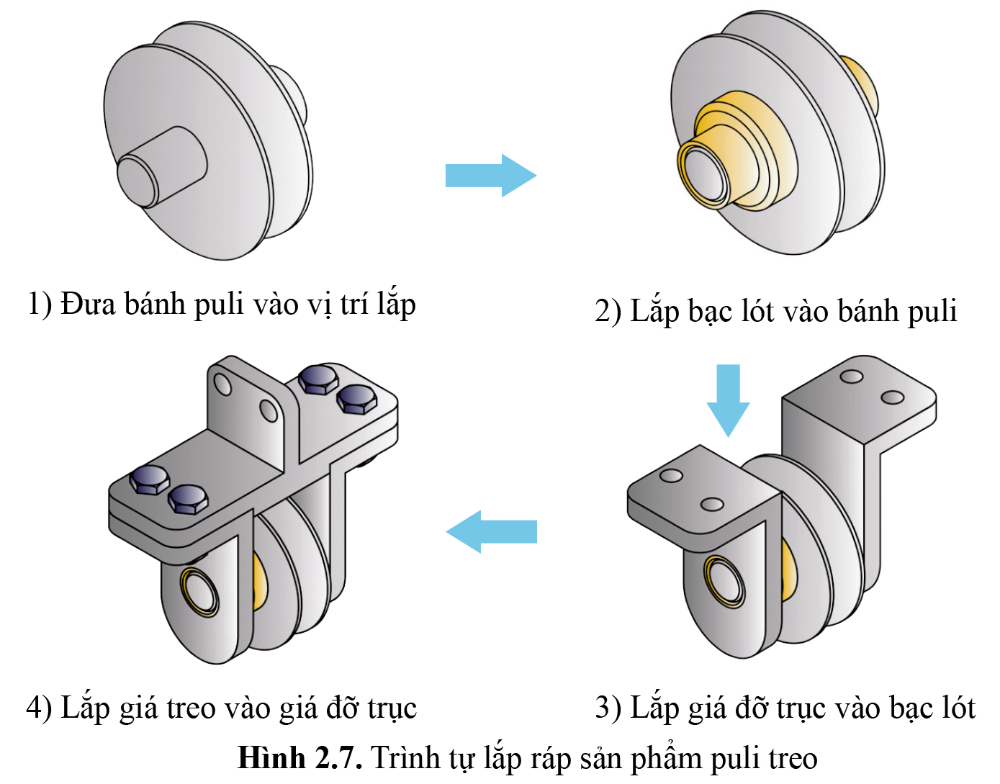 1) Đưa bánh puli vào vị trí lắp
2) Lắp bạc lót vào bánh puli
4) Lắp giá treo vào giá đỡ trục
3) Lắp giá đỡ trục vào bạc lót
Hình 2.7. Trình tự lắp ráp sản phẩm puli treo